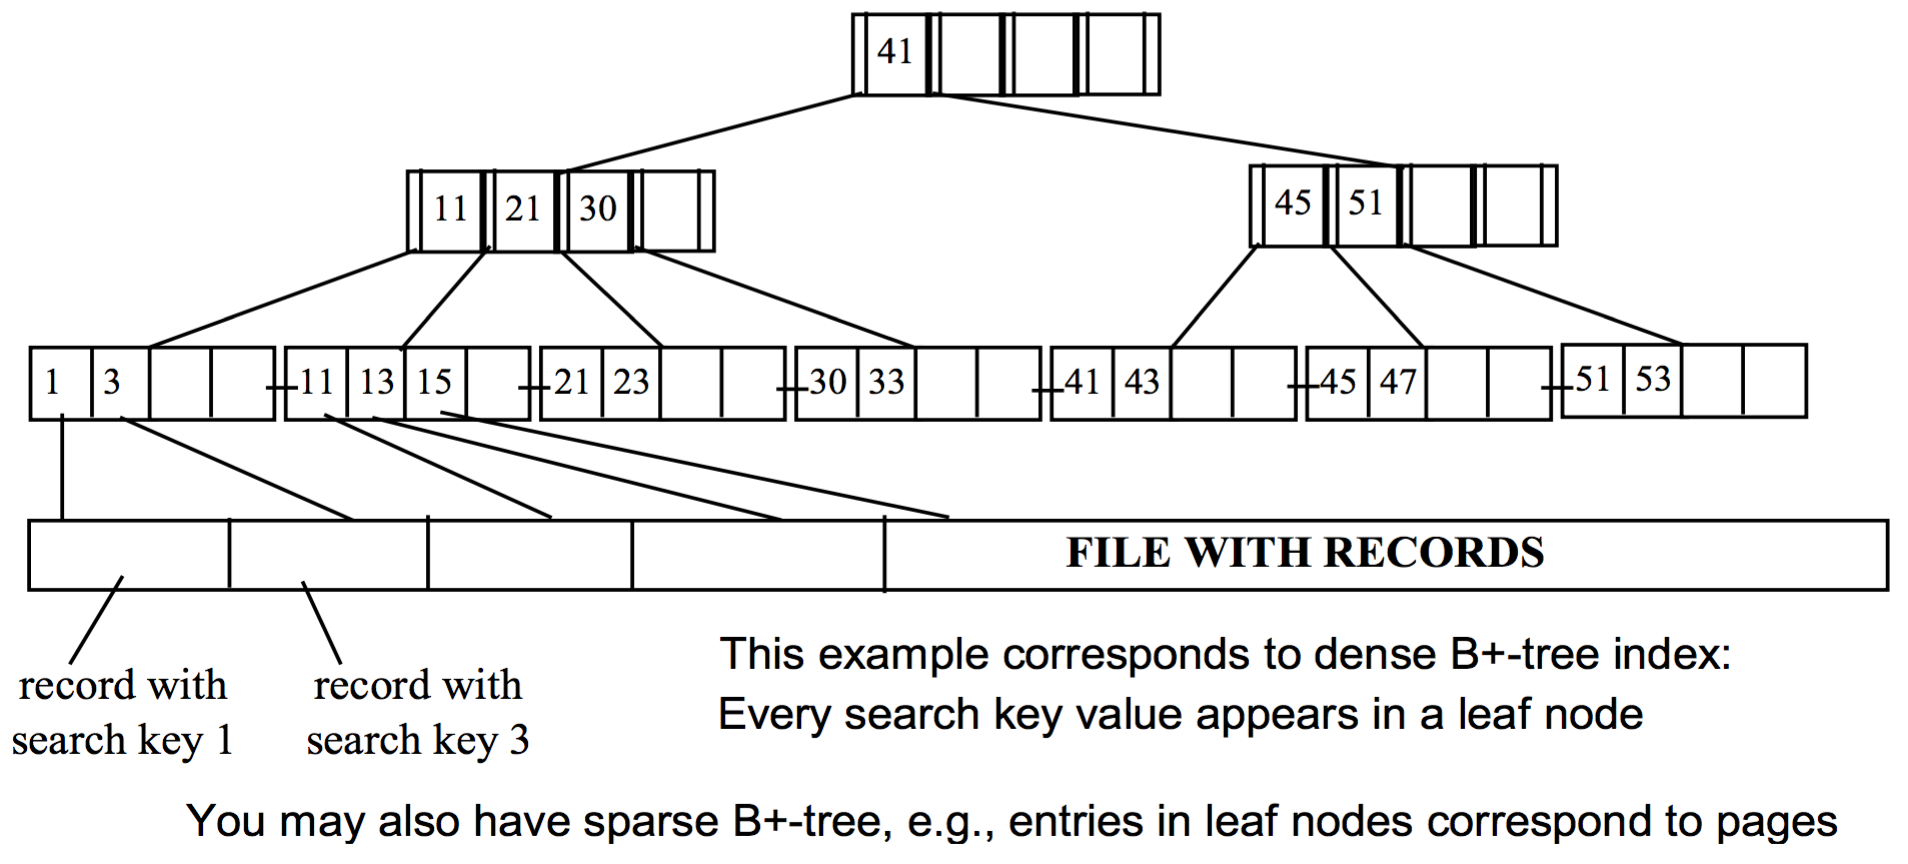 41
11 21 30
45 51
1 3
11 13 15
21 23
30 33
41 43
45 47
51 53
FILE WITH RECORDS
record with
search key 1
record with
search key 3
This example corresponds to dense B+-tree index:
Every search key value appears in a leaf node
You may also have sparse B+-tree, e.g., entries in leaf nodes correspond to pages